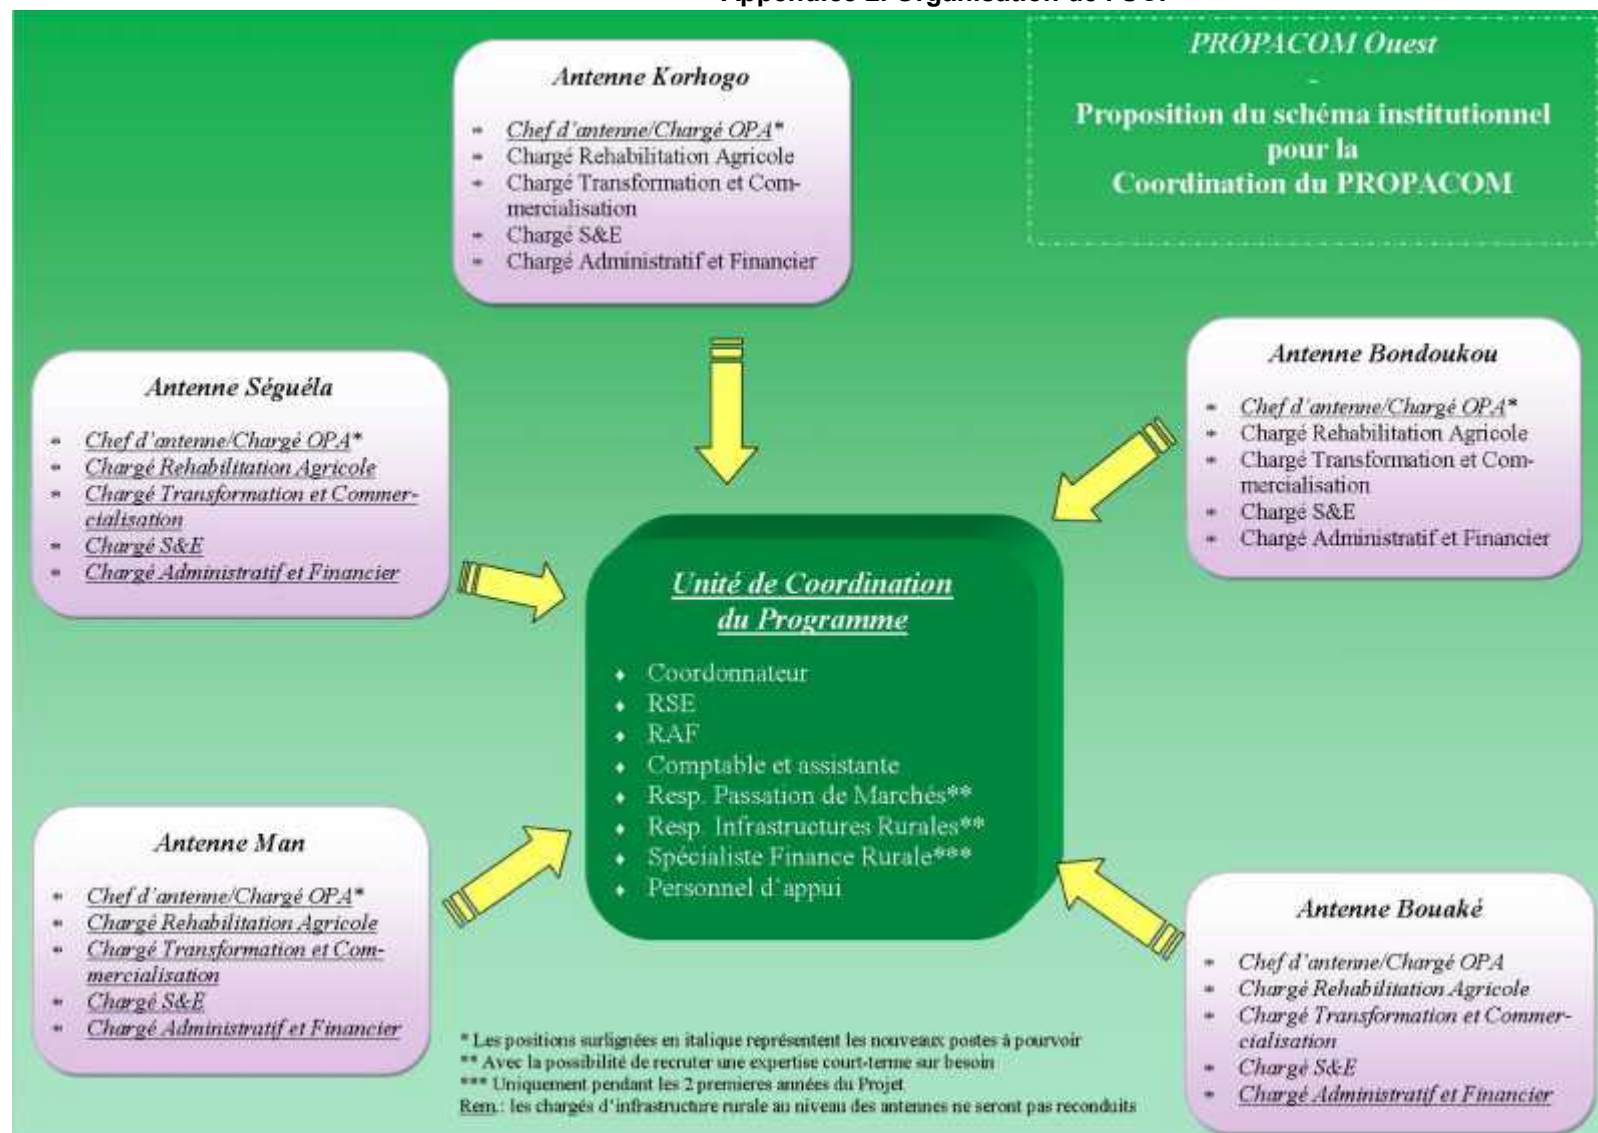 Appendice 2: Organisation de l'UCP
PROPACOM Ouest
-
Proposition du schéma institutionnel
pour la
Coordination du PROPACOM
Antenne Korhogo
Chef d'antenne/Chargé OPA*
Chargé Rehabilitation Agricole
Chargé Transformation et Com-
mercialisation
Chargé S&E
Chargé Administratif et Financier
Antenne Séguéla
Chef d'antenne/Chargé OPA*
Chargé Rehabilitation Agricole
Chargé Transformation et Commer-
cialisation
Chargé S&E
Chargé Administratif et Financier
Antenne Bondoukou
Chef d'antenne/Chargé OPA*
Chargé Rehabilitation Agricole
Chargé Transformation et Com-
mercialisation
Chargé S&E
Chargé Administratif et Financier
Unité de Coordination
du Programme
Coordonnateur
RSE
RAF
Comptable et assistante
Resp. Passation de Marchés**
Resp. Infrastructures Rurales**
Spécialiste Finance Rurale***
Personnel d'appui
Antenne Man
Chef d'antenne/Chargé OPA*
Chargé Rehabilitation Agricole
Chargé Transformation et Com-
mercialisation
Chargé S&E
Chargé Administratif et Financier
Antenne Bouaké
Chef d'antenne/Chargé OPA
Chargé Rehabilitation Agricole
Chargé Transformation et Commer-
cialisation
Chargé S&E
Chargé Administratif et Financier
* Les positions surlignées en italique représentent les nouveaux postes à pourvoir
** Avec la possibilité de recruter une expertise court-terme sur besoin
*** Uniquement pendant les 2 premieres années du Projet
Rem.: les chargés d'infrastructure rurale au niveau des antennes ne seront pas reconduits